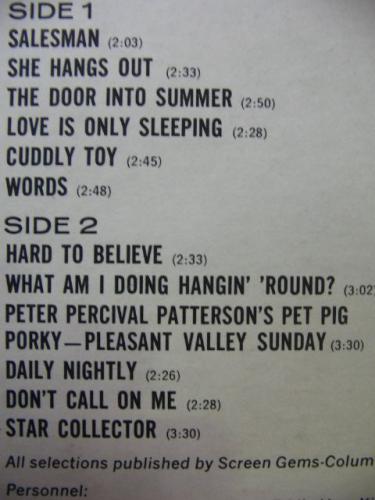 SIDE 1
SALESMAN (2:03)
SHE HANGS OUT (2:33)
THE DOOR INTO SUMMER (2:50)
LOVE IS ONLY SLEEPING (2:28)
CUDDLY TOY (2:45)
WORDS (2:48)
SIDE 2
HARD TO BELIEVE (2:33)
WHAT AM I DOING HANGIN' 'ROUND? (3:02)
PETER PERCIVAL PATTERSON'S PET PIG
PORKY—PLEASANT VALLEY SUNDAY (3:30)
DAILY NIGHTLY (2:26)
DON'T CALL ON ME (2:28)
STAR COLLECTOR (3:30)
All selections published by Screen Gems-Colum
Personnel: